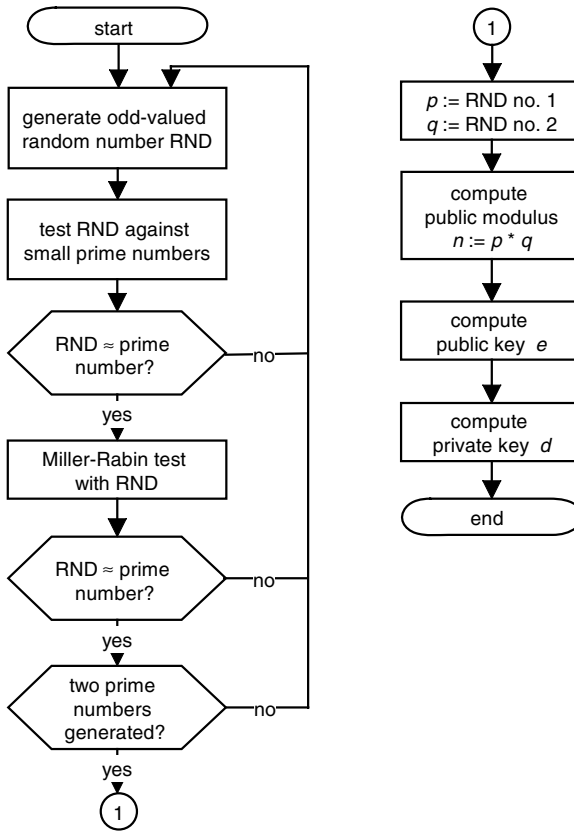 start
generate odd-valued
random number RND
test RND against
small prime numbers
RND ≈ prime
number?
no
yes
Miller-Rabin test
with RND
RND ≈ prime
number?
no
yes
two prime
numbers
generated?
no
yes
1
1
p := RND no. 1
q := RND no. 2
compute
public modulus
n := p * q
compute
public key e
compute
private key d
end